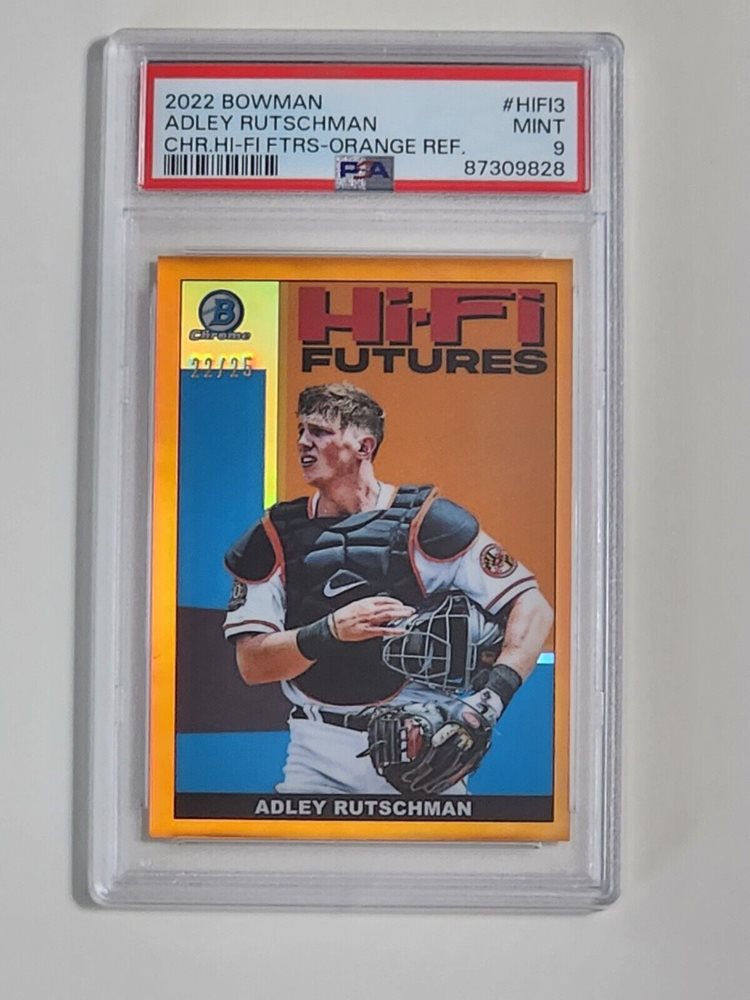 2022 BOWMAN #HIFI3
ADLEY RUTSCHMAN MINT
CHR.HI-FI FTRS-ORANGE REF. 9
PSA 87309828
B
Chrome
22/25
Hi-Fi
FUTURES
ADLEY RUTSCHMAN